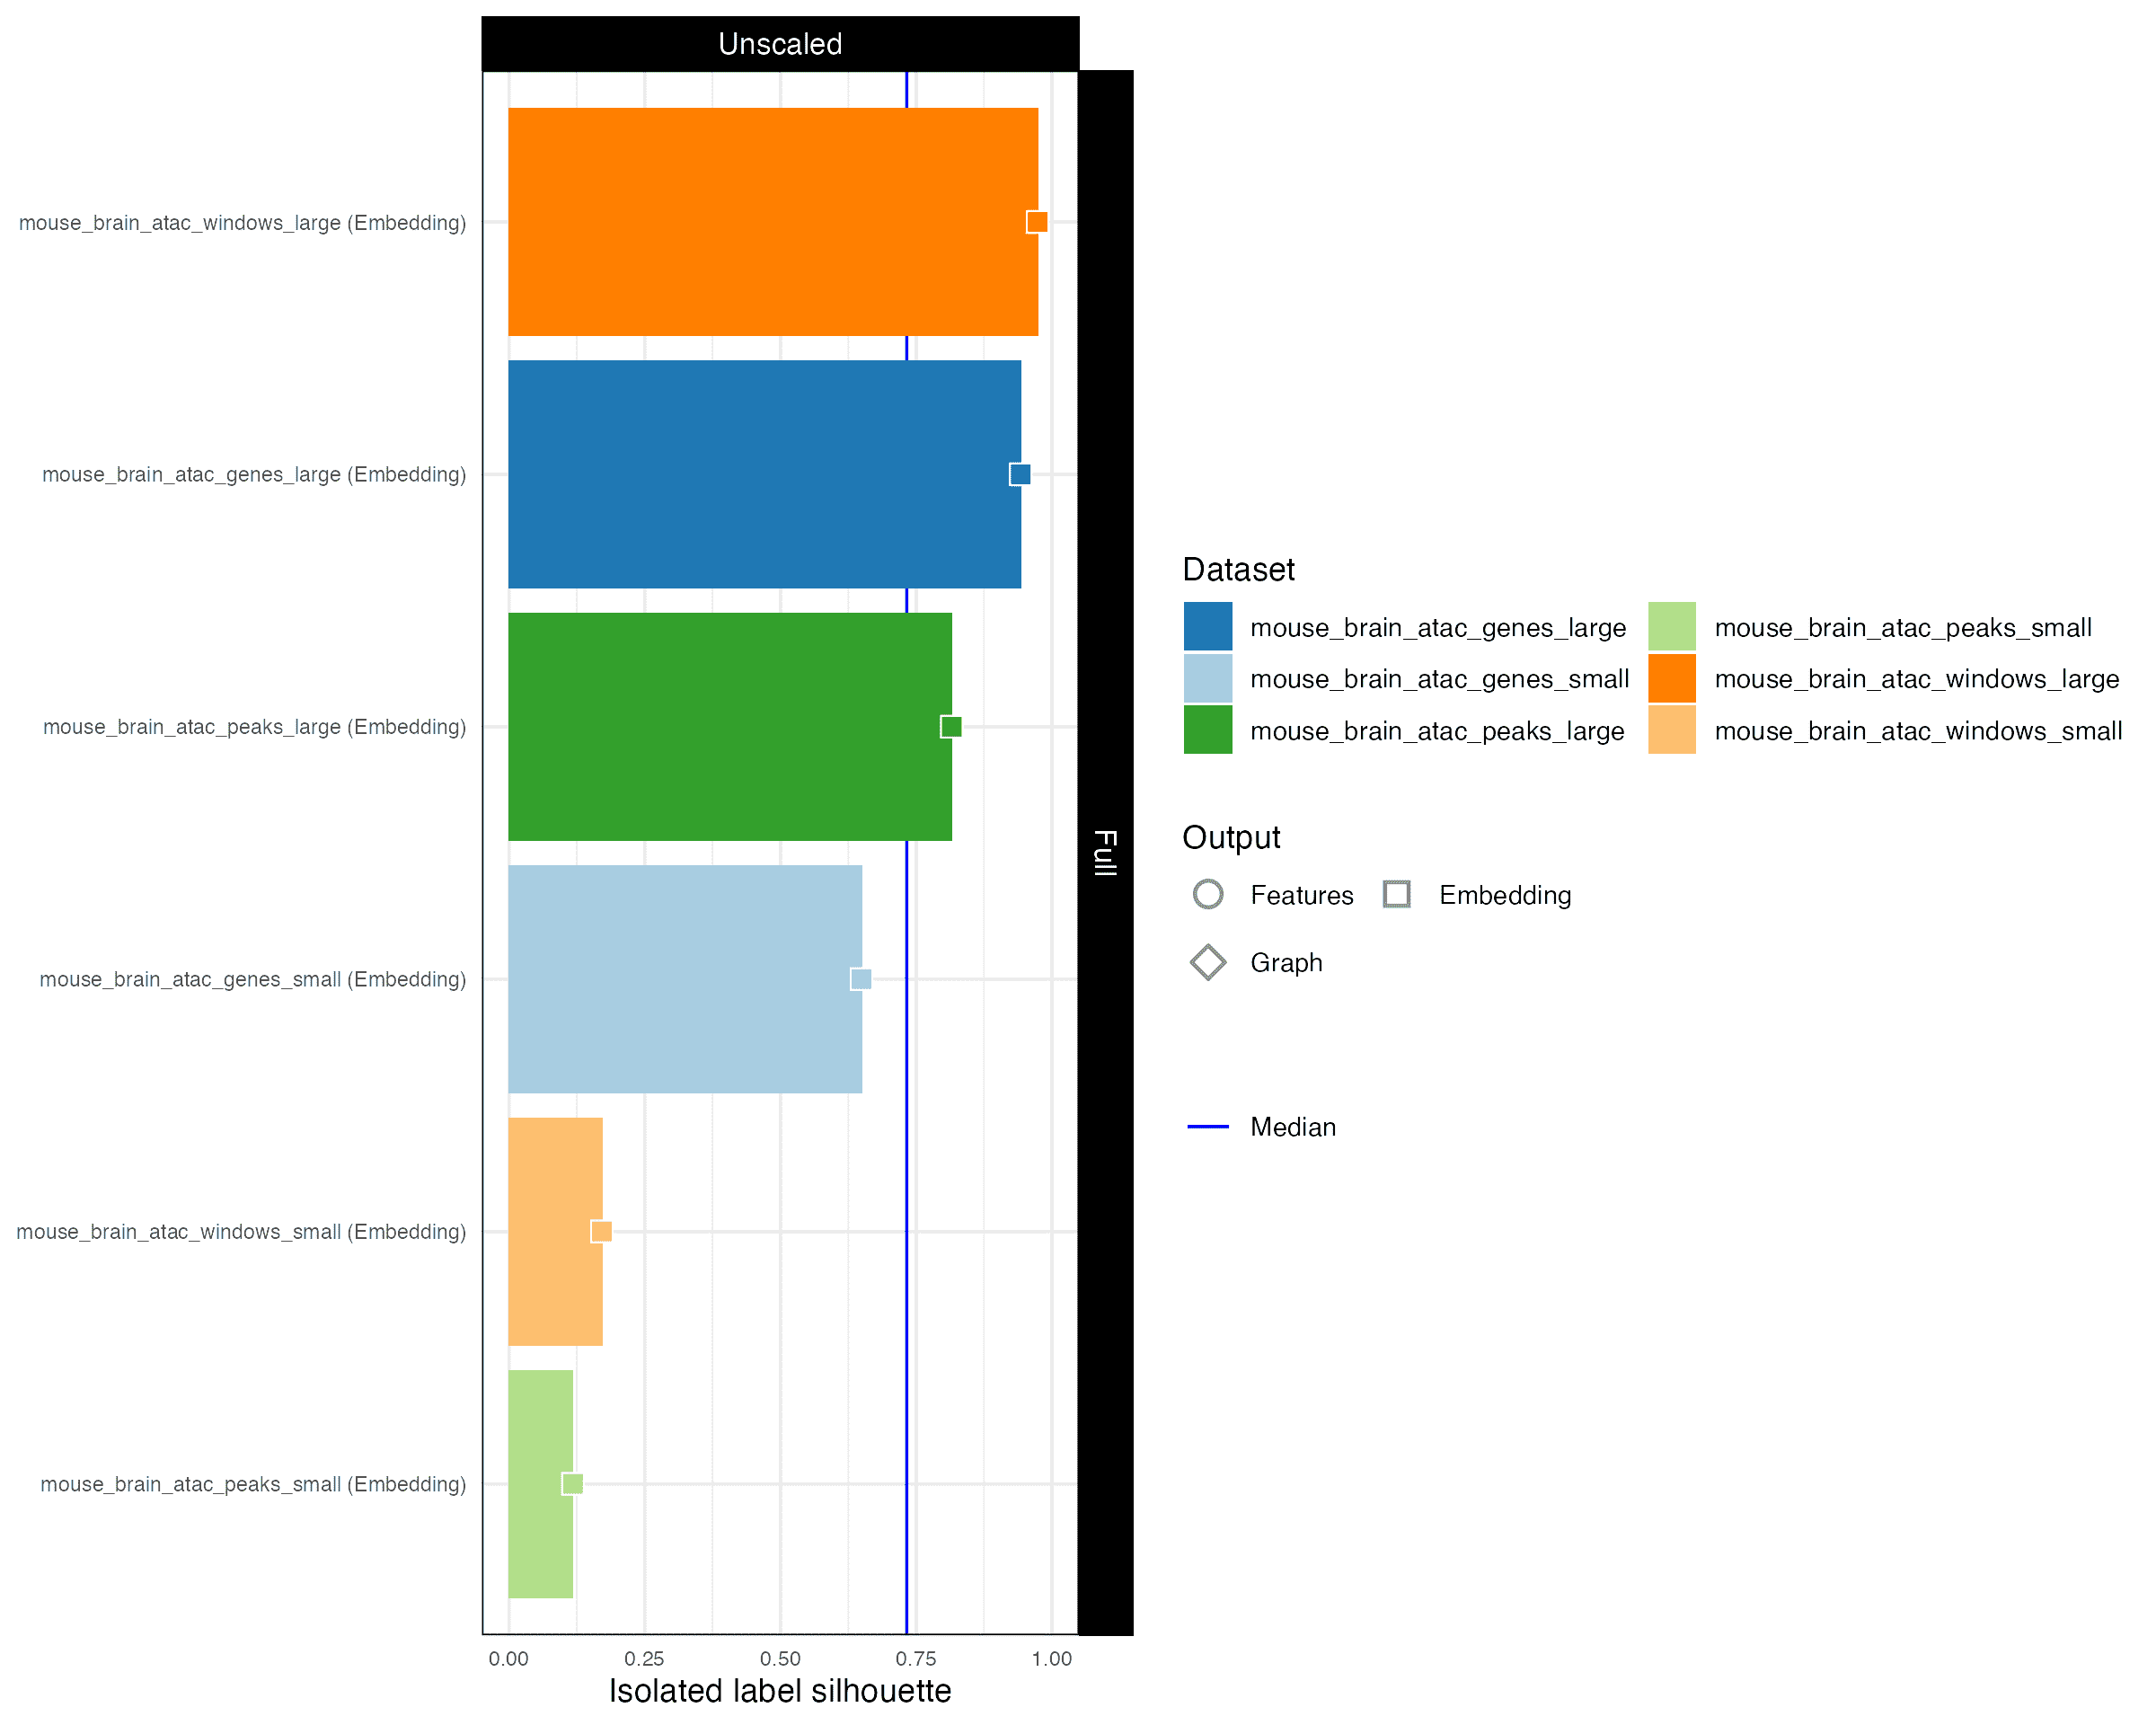 Unscaled
mouse_brain_atac_windows_large (Embedding)
mouse_brain_atac_genes_large (Embedding)
mouse_brain_atac_peaks_large (Embedding)
mouse_brain_atac_genes_small (Embedding)
mouse_brain_atac_windows_small (Embedding)
mouse_brain_atac_peaks_small (Embedding)
0.00 0.25 0.50 0.75 1.00
Isolated label silhouette
Full
Dataset
mouse_brain_atac_genes_large mouse_brain_atac_peaks_small
mouse_brain_atac_genes_small mouse_brain_atac_windows_large
mouse_brain_atac_peaks_large mouse_brain_atac_windows_small
Output
Features Embedding
Graph
Median